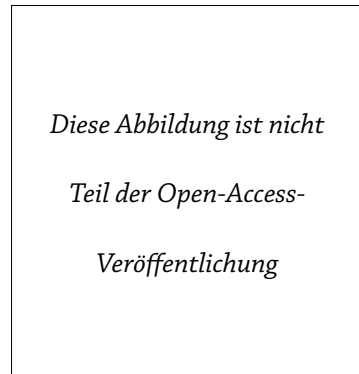 Diese Abbildung ist nicht
Teil der Open-Access-
Veröffentlichung